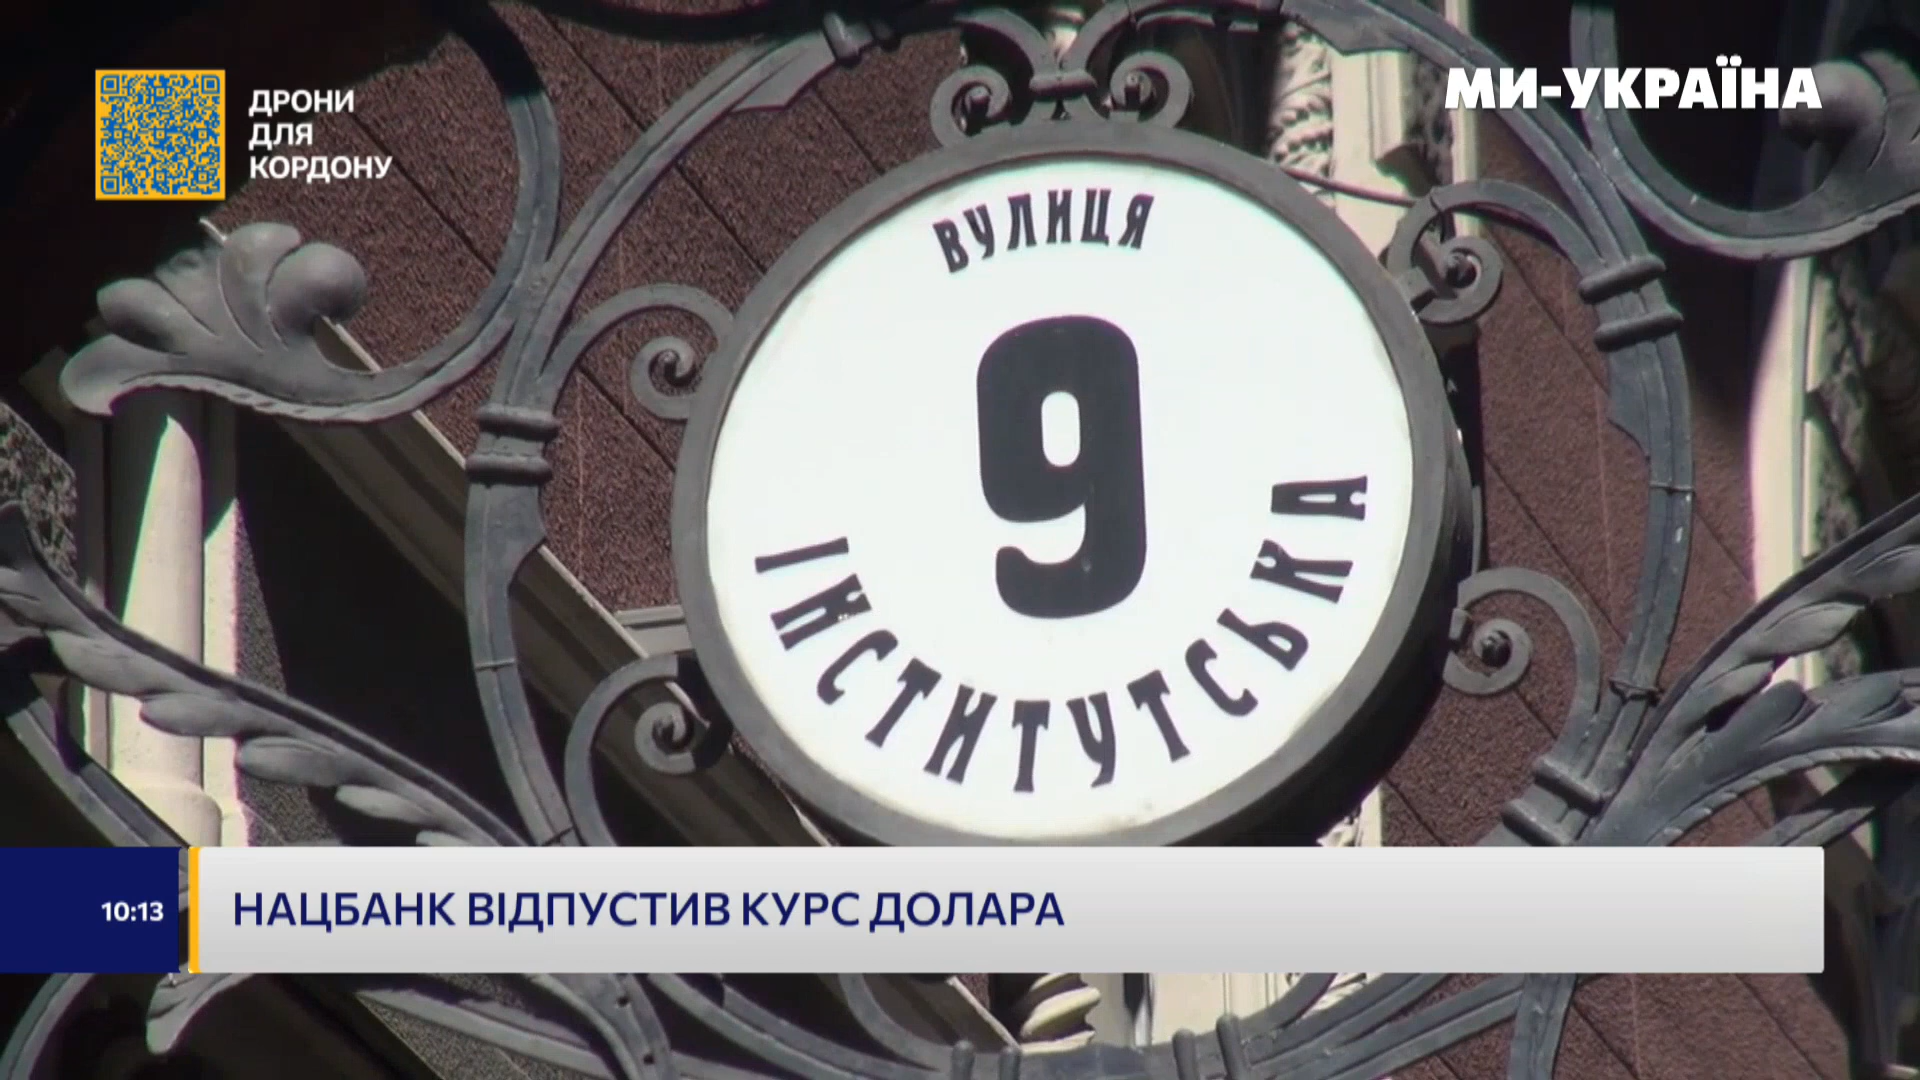 ДРОНИ
ДЛЯ
КОРДОНУ
МИ-УКРАЇНА
ВУЛИЦЯ
9
ІНСТИТУТСЬКА
10:13
НАЦБАНК ВІДПУСТИВ КУРС ДОЛАРА